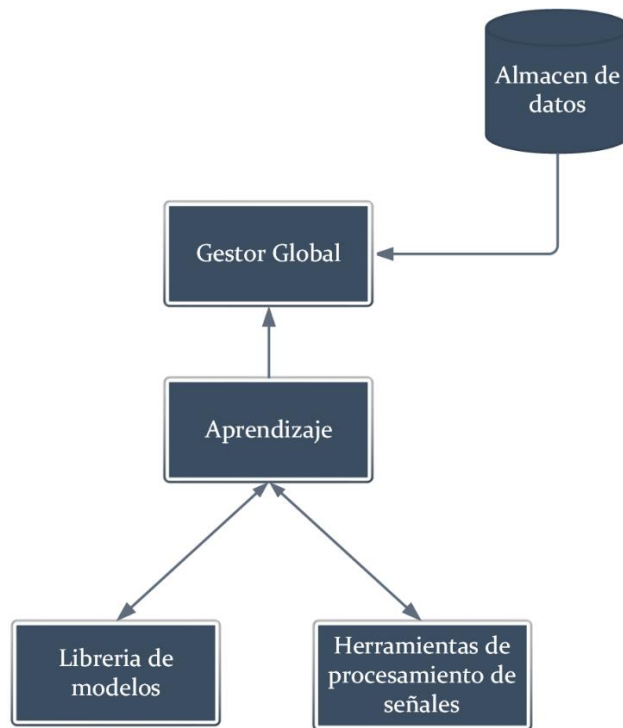 Almacen de
datos
Gestor Global
Aprendizaje
Libreria de
modelos
Herramientas de
procesamiento de
señales